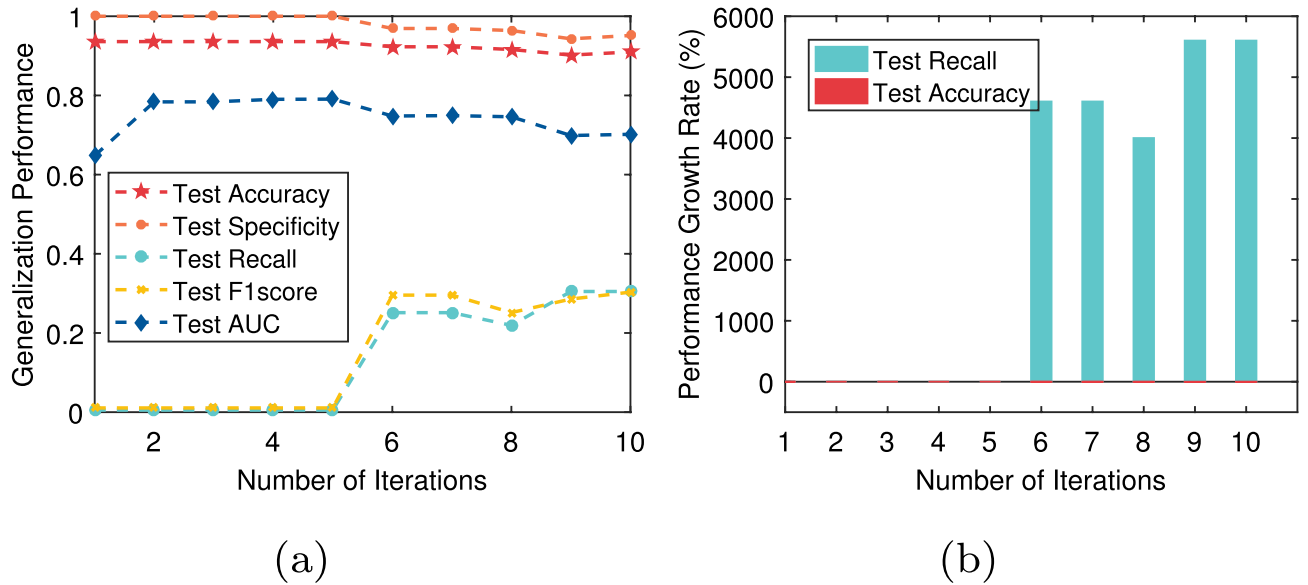 Generalization Performance
1
0.8
0.6
0.4
0.2
0
Test Accuracy
Test Specificity
Test Recall
Test F1score
Test AUC
2 4 6 8 10
Number of Iterations
(a)
Performance Growth Rate (%)
6000
5000
4000
3000
2000
1000
0
Test Recall
Test Accuracy
1 2 3 4 5 6 7 8 9 10
Number of Iterations
(b)